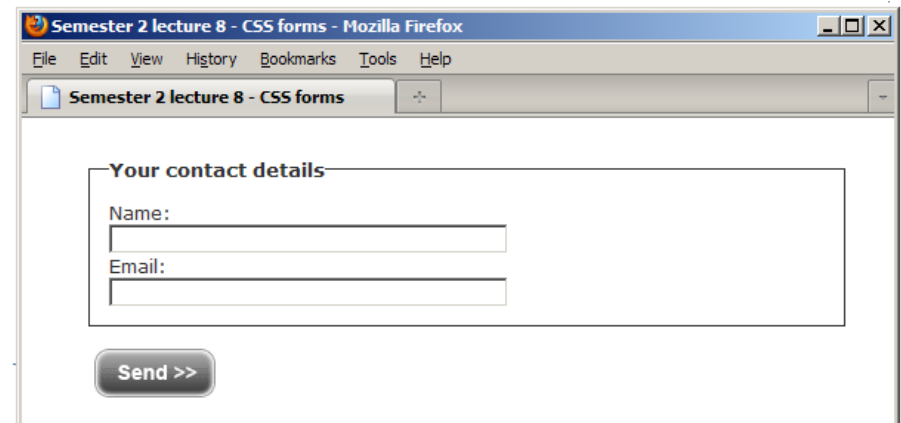 Semester 2 lecture 8 - CSS forms - Mozilla Firefox
File Edit View History Bookmarks Tools Help
Semester 2 lecture 8 - CSS forms
Your contact details
Name:
Email:
Send >>